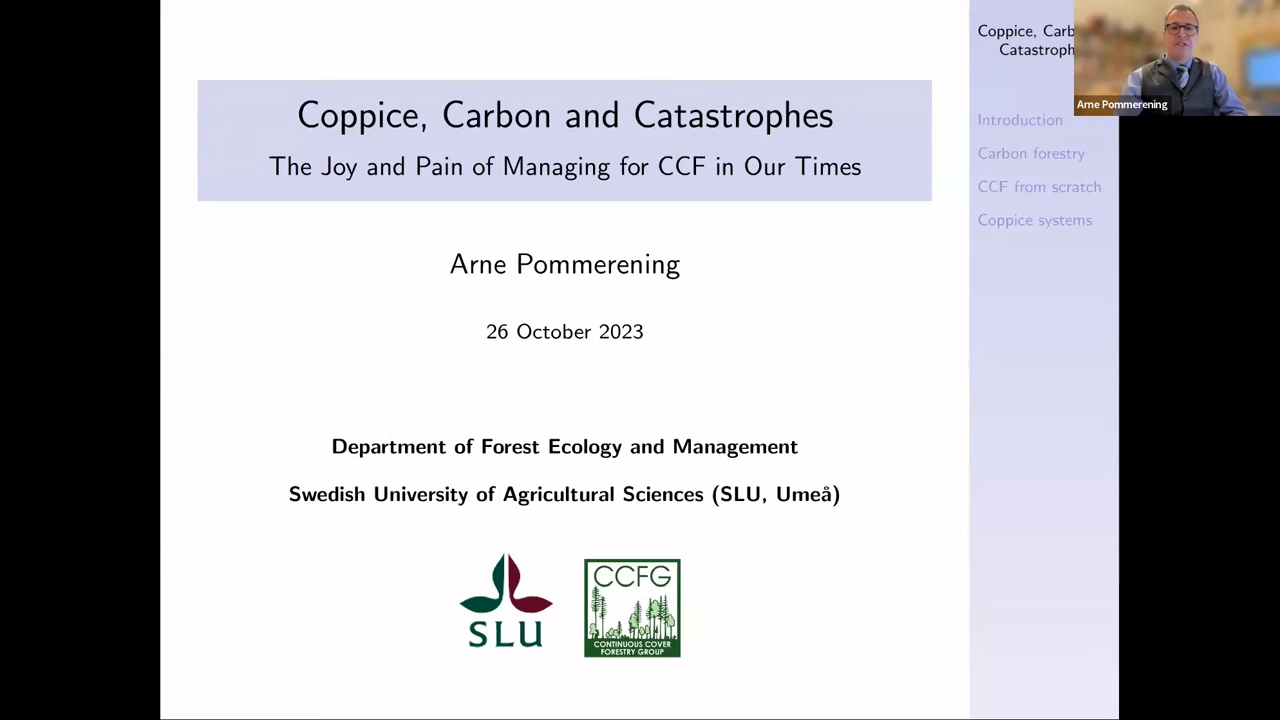 Coppice, Carbon and Catastrophes
The Joy and Pain of Managing for CCF in Our Times
Arne Pommerening
26 October 2023
Department of Forest Ecology and Management
Swedish University of Agricultural Sciences (SLU, Umeå)
SLU
CCFG
CONTINUOUS COVER
FORESTRY GROUP
Coppice,
Arne Pommerening
Introduction
Carbon forestry
CCF from scratch
Coppice systems